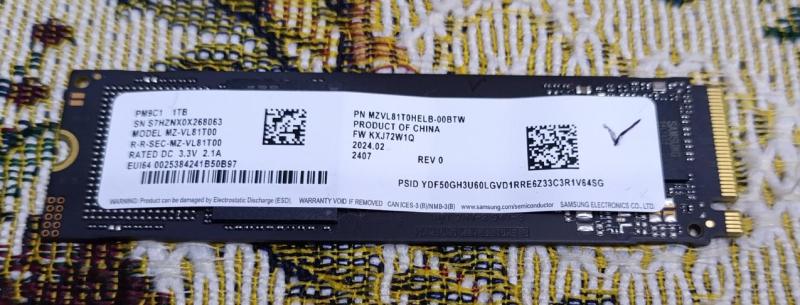 PM9C1 1TB
SN S7HZNX0X268063
MODEL MZ-VL81T00
R-R-SEC-MZ-VL81T00
RATED DC 3.3V 2.1A
EUI64 0025384241B50B97
PN MZVL81T0HELB-00BTW
PRODUCT OF CHINA
FW KXJ72W1Q
2024.02
2407 REV 0
PSID YDF50GH3U60LGVD1RRE6Z33C3R1V64SG
WARNING: Product can be damaged by Electrostatic Discharge (ESD). WARRANTY VOID IF REMOVED CAN ICES-3 (B)/NMB-3(B) www.samsung.com/semiconductor SAMSUNG ELECTRONICS CO., LTD.